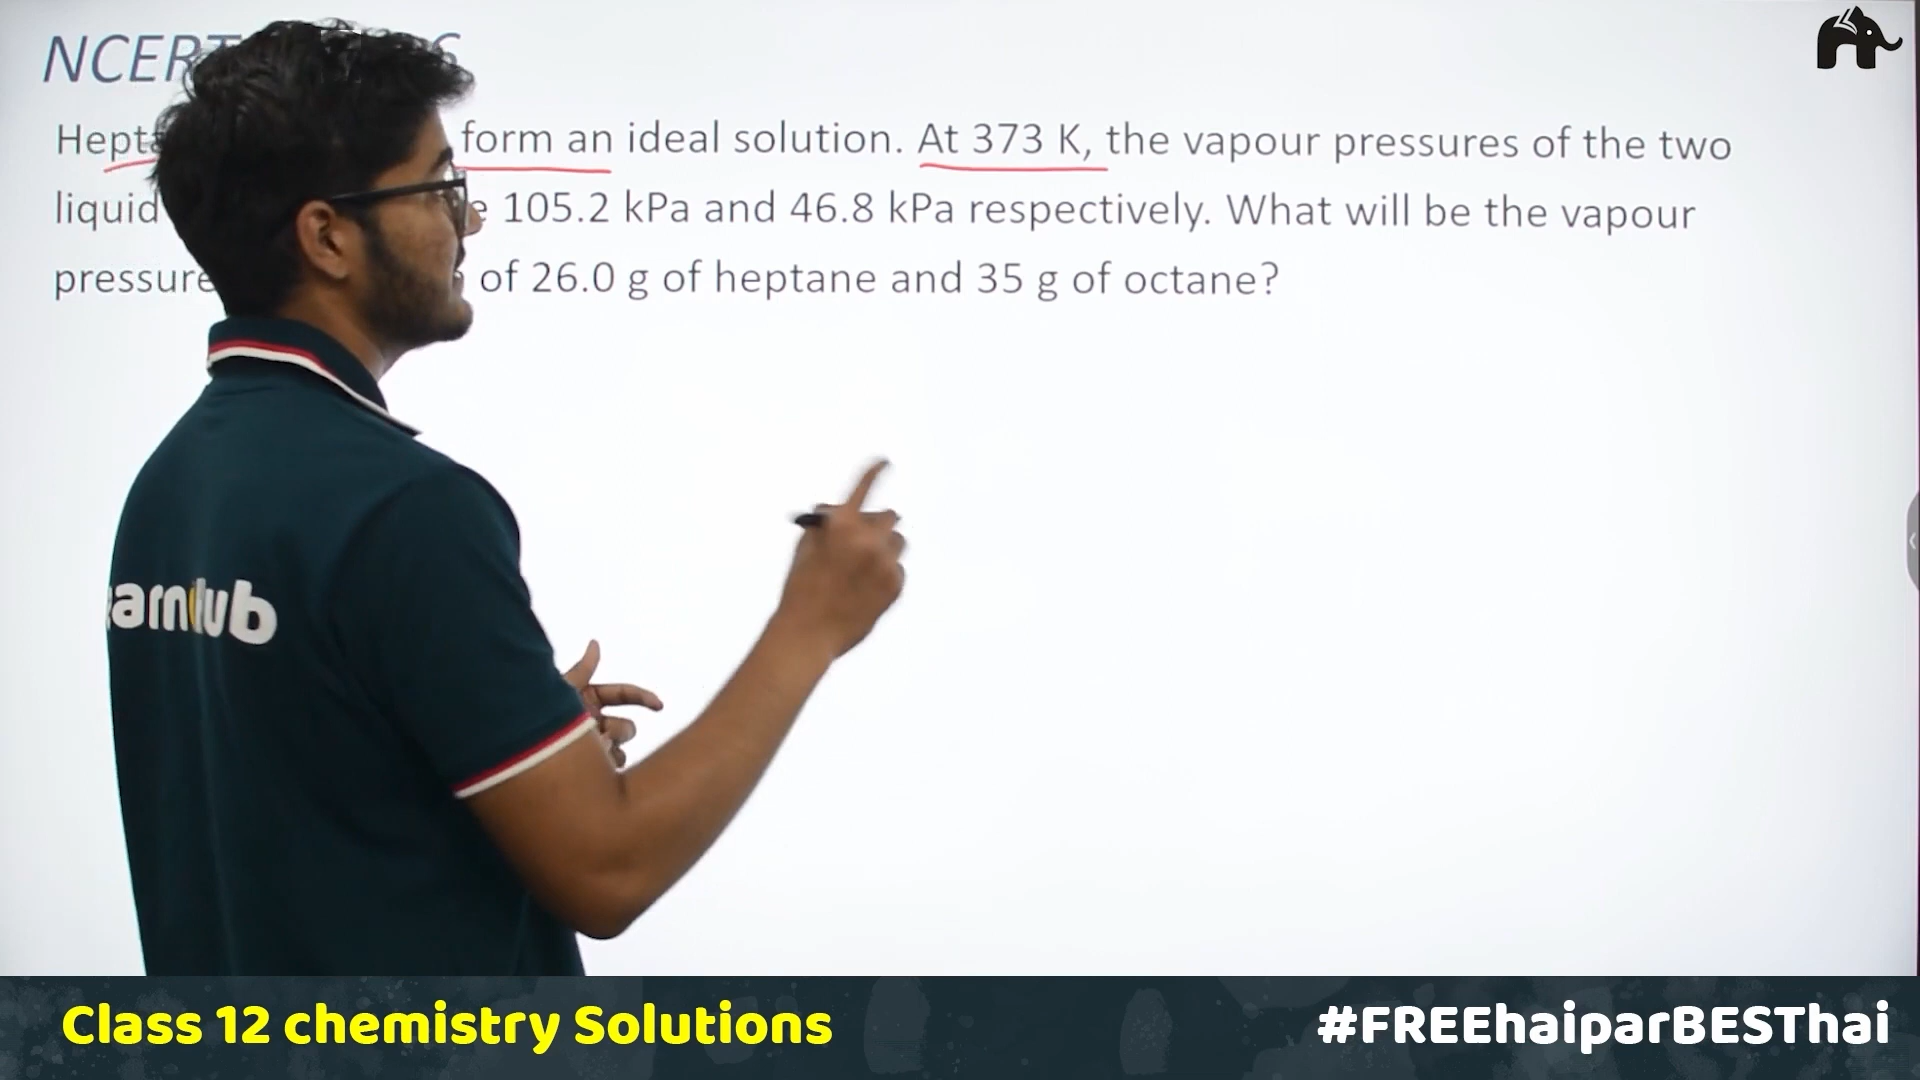 NCERT
Hepta form an ideal solution. At 373 K, the vapour pressures of the two
liquid e 105.2 kPa and 46.8 kPa respectively. What will be the vapour
pressure of 26.0 g of heptane and 35 g of octane?
arnhub
Class 12 chemistry Solutions
#FREEhaiparBESThai